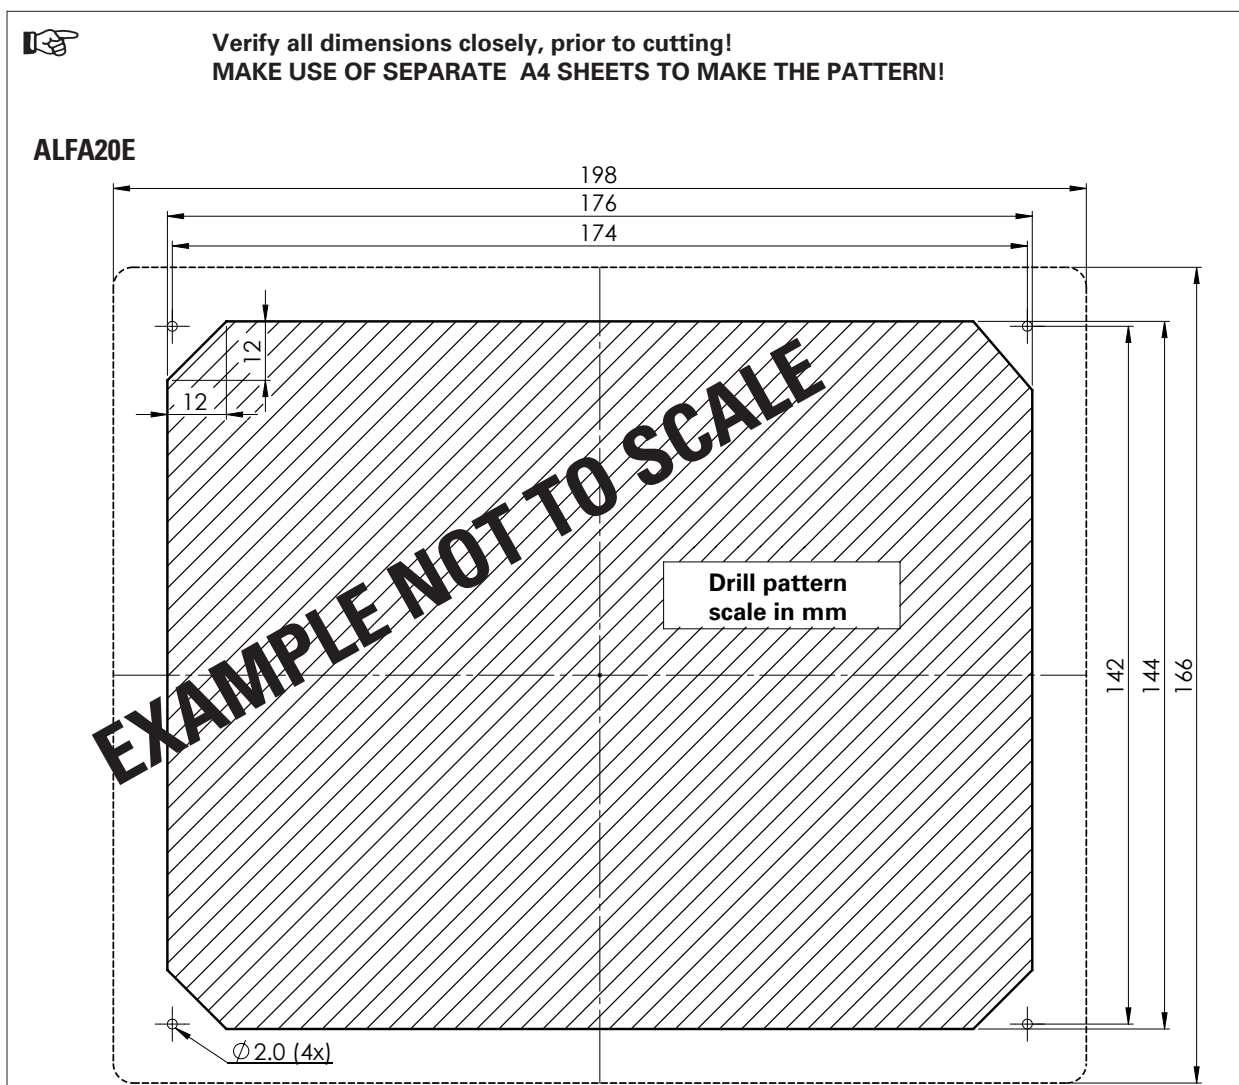 Verify all dimensions closely, prior to cutting!
MAKE USE OF SEPARATE A4 SHEETS TO MAKE THE PATTERN!
ALFA20E
198
176
174
12
12
EXAMPLE NOT TO SCALE
Drill pattern
scale in mm
142
144
166
∅2.0 (4x)